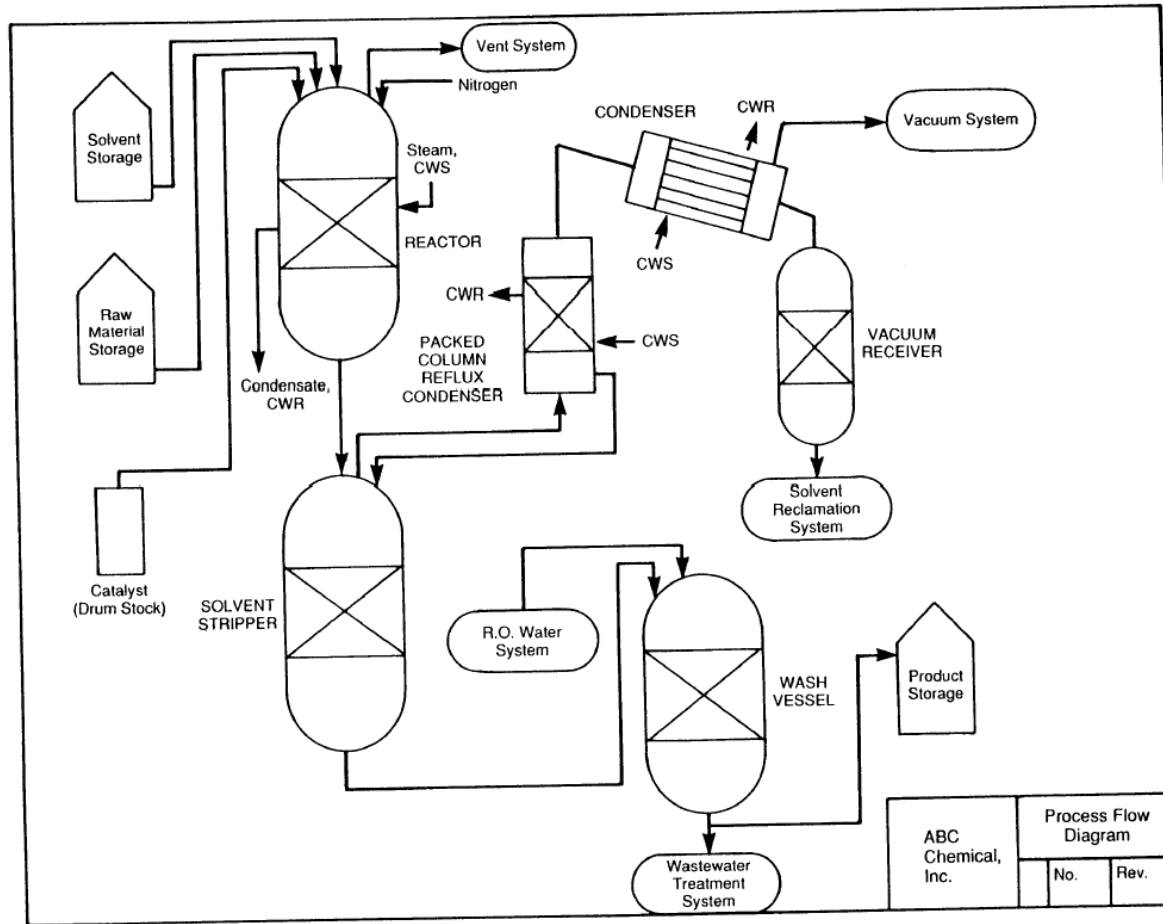 Vent System
Nitrogen
Solvent
Storage
Steam,
CWS
REACTOR
Raw
Material
Storage
Condensate,
CWR
Catalyst
(Drum Stock)
SOLVENT
STRIPPER
CONDENSER
CWR
Vacuum System
CWS
CWR
CWS
PACKED
COLUMN
REFLUX
CONDENSER
VACUUM
RECEIVER
Solvent
Reclamation
System
R.O. Water
System
WASH
VESSEL
Product
Storage
Wastewater
Treatment
System
ABC
Chemical,
Inc.
Process Flow
Diagram
No.
Rev.